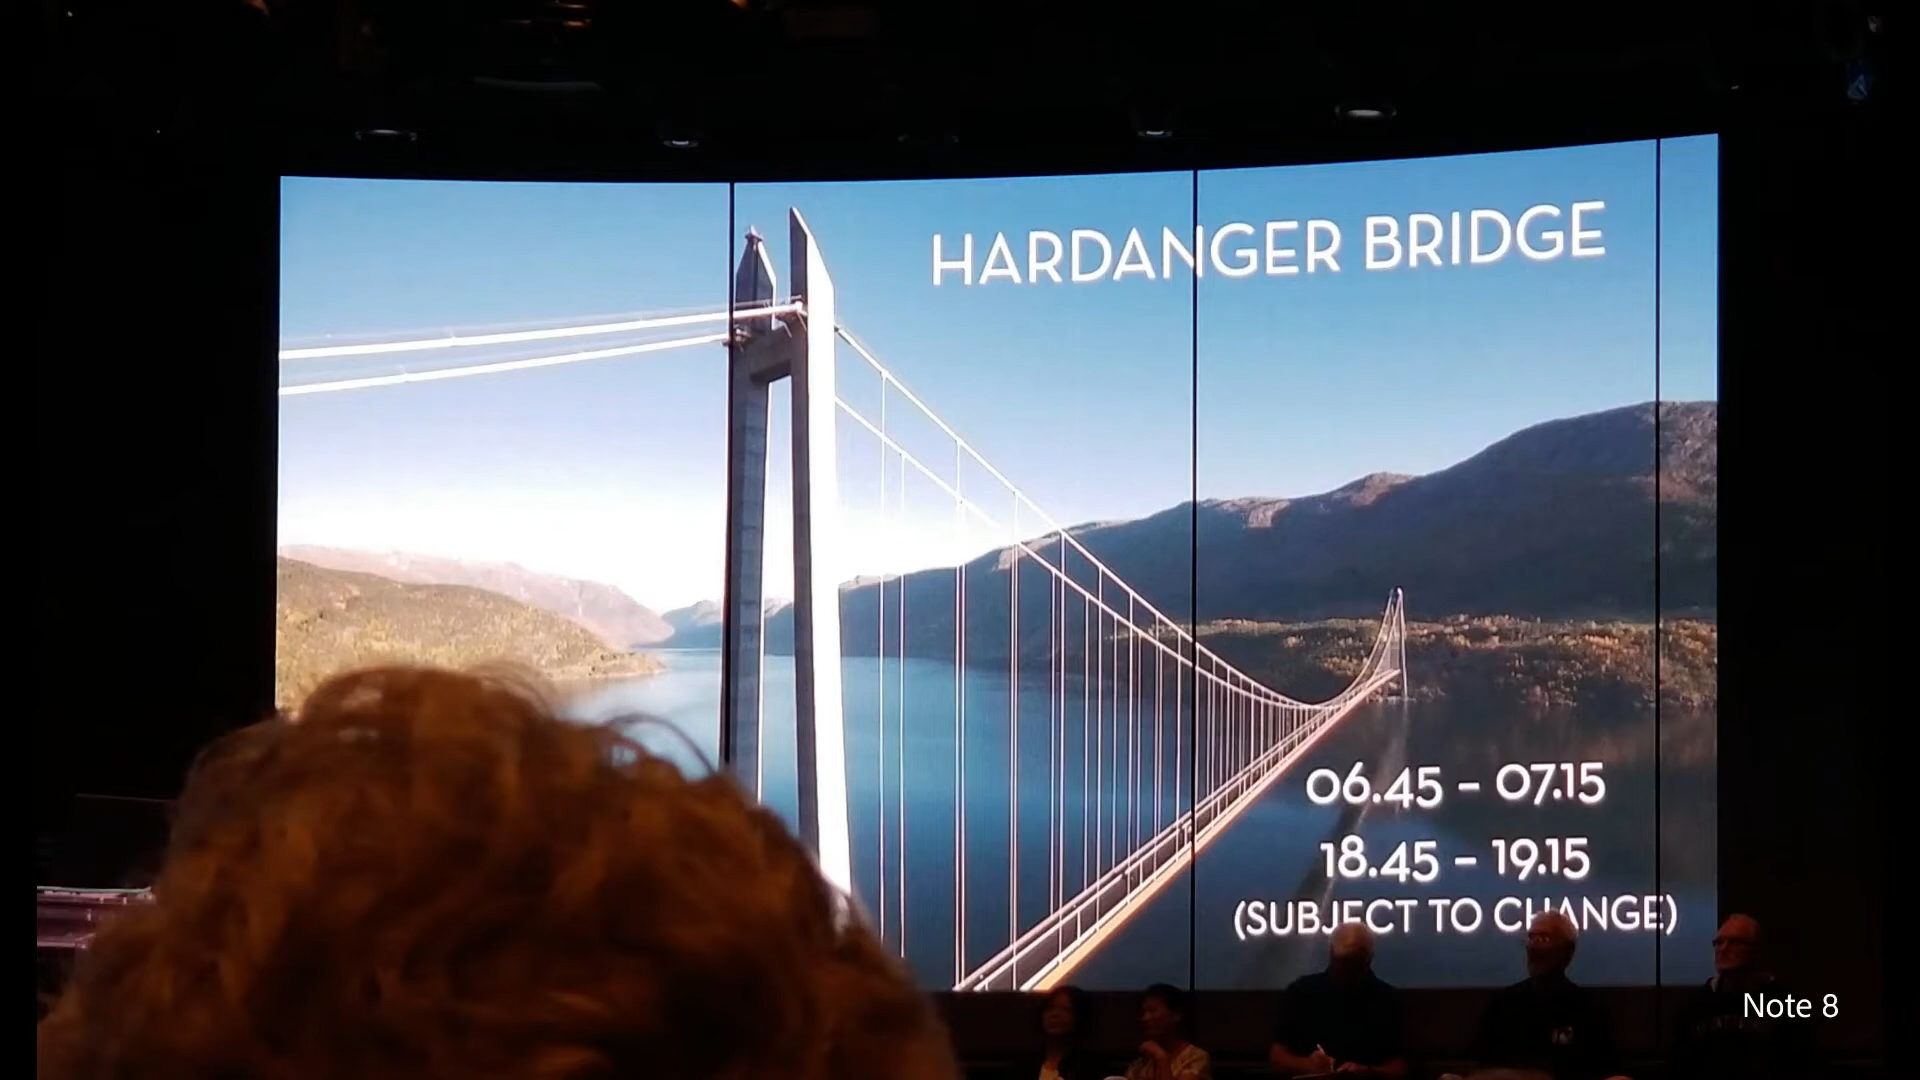 HARDANGER BRIDGE
06.45 – 07.15
18.45 – 19.15
(SUBJECT TO CHANGE)
Note 8